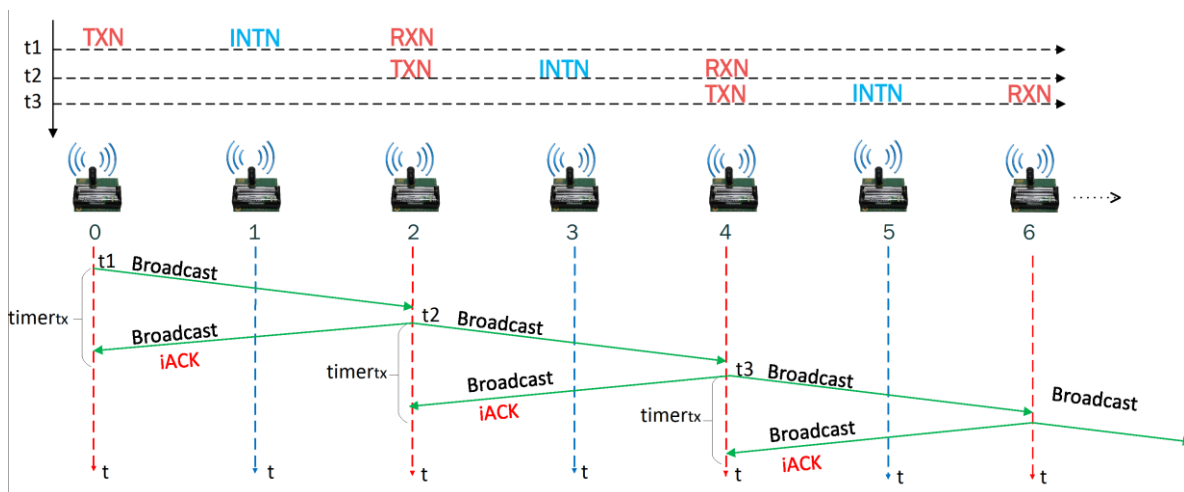 t1 TXN INTN RXN
t2 TXN INTN RXN
t3 TXN INTN RXN
0 1 2 3 4 5 6
t1 Broadcast
timertx
Broadcast
iACK
t2 Broadcast
timertx
Broadcast
iACK
t3 Broadcast
timertx
Broadcast
iACK
Broadcast
t t t t t t t